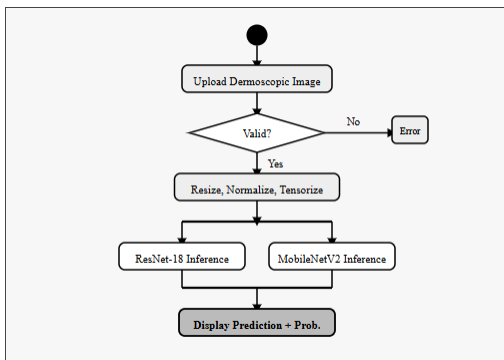 Upload Dermoscopic Image
Valid?
No
Error
Yes
Resize, Normalize, Tensorize
ResNet-18 Inference
MobileNetV2 Inference
Display Prediction + Prob.